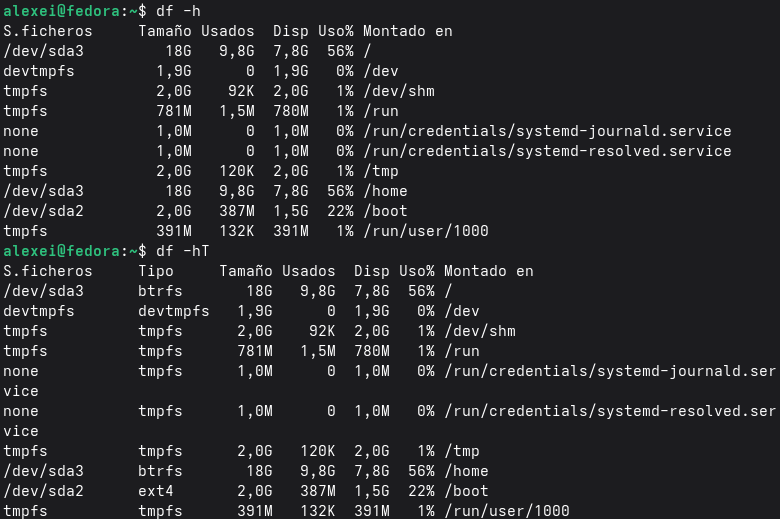 alexei@fedora:~$ df -h
S.ficheros     Tamaño Usados  Disp Uso% Montado en
/dev/sda3         18G   9,8G  7,8G  56% /
devtmpfs         1,9G      0  1,9G   0% /dev
tmpfs            2,0G    92K  2,0G   1% /dev/shm
tmpfs            781M   1,5M  780M   1% /run
none             1,0M      0  1,0M   0% /run/credentials/systemd-journald.service
none             1,0M      0  1,0M   0% /run/credentials/systemd-resolved.service
tmpfs            2,0G   120K  2,0G   1% /tmp
/dev/sda3         18G   9,8G  7,8G  56% /home
/dev/sda2        2,0G   387M  1,5G  22% /boot
tmpfs            391M   132K  391M   1% /run/user/1000
alexei@fedora:~$ df -hT
S.ficheros     Tipo     Tamaño Usados  Disp Uso% Montado en
/dev/sda3      btrfs       18G   9,8G  7,8G  56% /
devtmpfs       devtmpfs   1,9G      0  1,9G   0% /dev
tmpfs          tmpfs      2,0G    92K  2,0G   1% /dev/shm
tmpfs          tmpfs      781M   1,5M  780M   1% /run
none           tmpfs      1,0M      0  1,0M   0% /run/credentials/systemd-journald.ser
vice
none           tmpfs      1,0M      0  1,0M   0% /run/credentials/systemd-resolved.ser
vice
tmpfs          tmpfs      2,0G   120K  2,0G   1% /tmp
/dev/sda3      btrfs       18G   9,8G  7,8G  56% /home
/dev/sda2      ext4       2,0G   387M  1,5G  22% /boot
tmpfs          tmpfs      391M   132K  391M   1% /run/user/1000